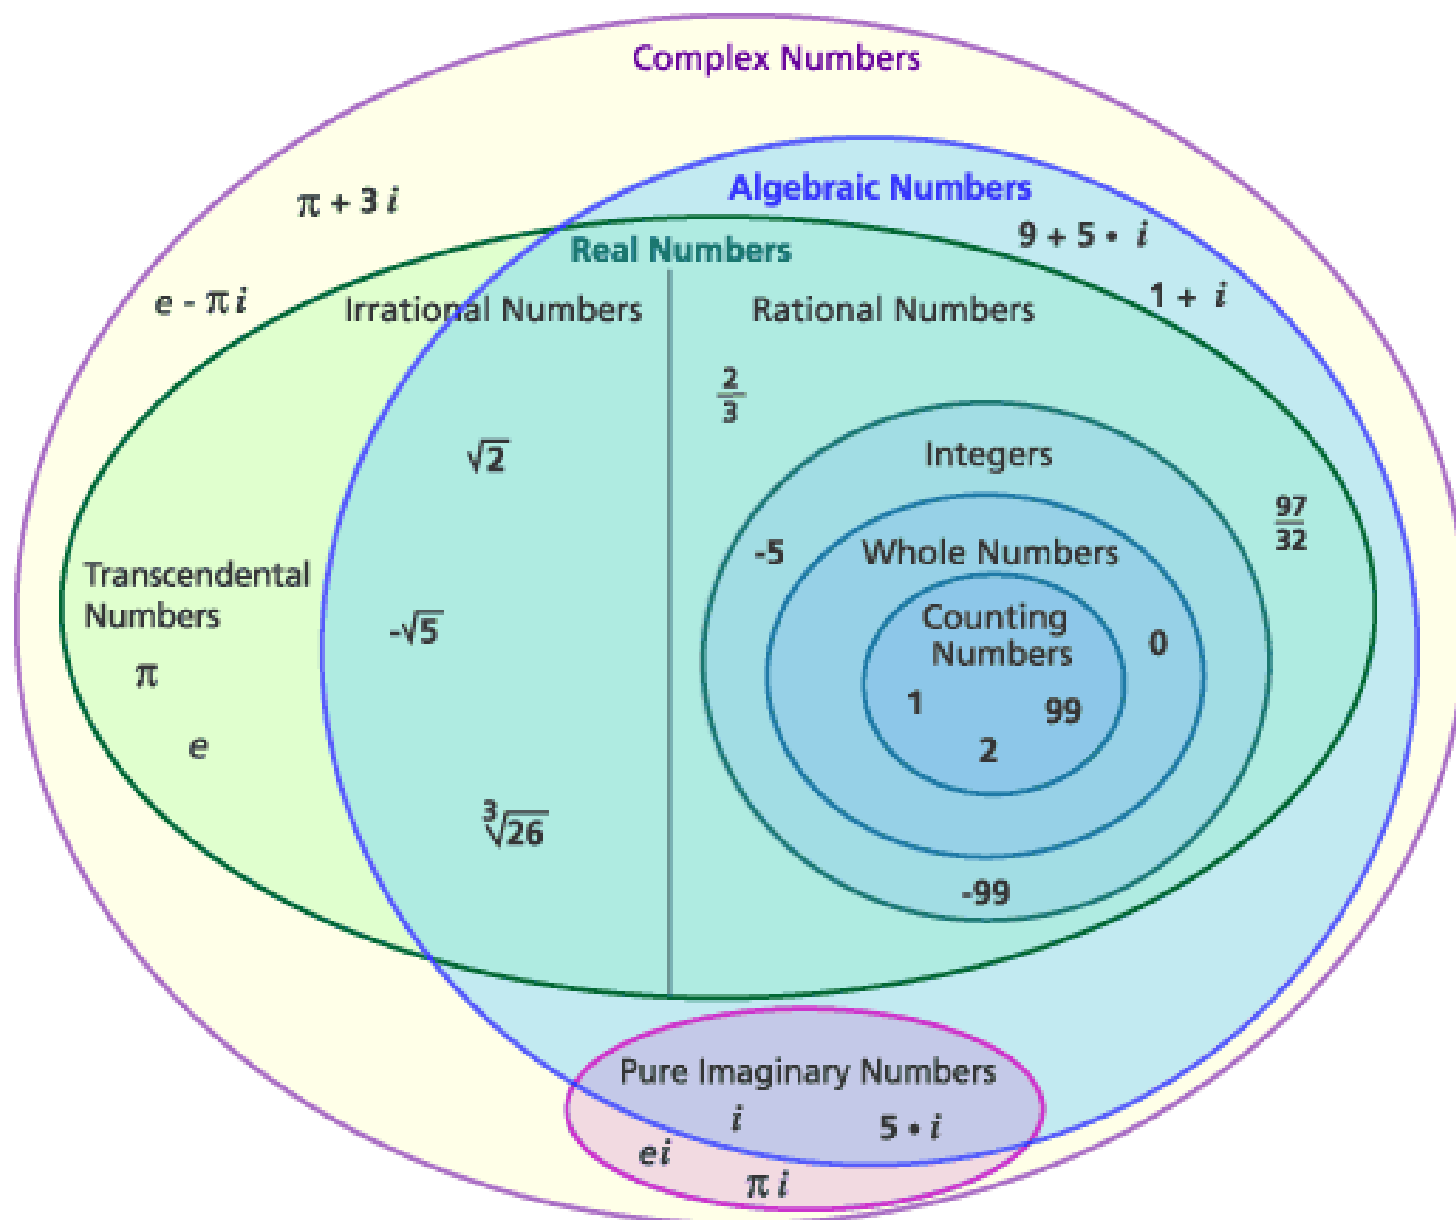 Complex Numbers
Algebraic Numbers
π + 3 i
9 + 5 • i
Real Numbers
e - π i
1 + i
Irrational Numbers
Rational Numbers
2/3
√2
Integers
97/32
-5
Whole Numbers
Transcendental
Numbers
Counting
Numbers
-√5
0
π
1
99
e
2
∛26
-99
Pure Imaginary Numbers
i
5 • i
ei
π i